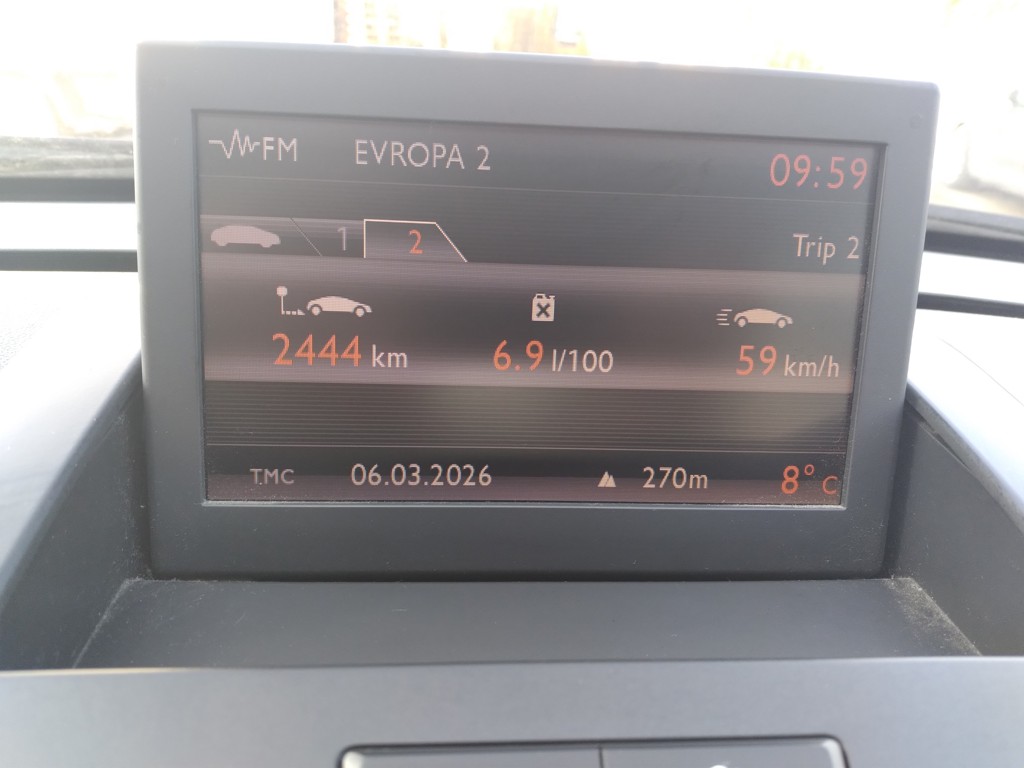 FM EVROPA 2 09:59
1 2 Trip 2
2444 km 6.9 l/100 59 km/h
TMC 06.03.2026 270m 8° C